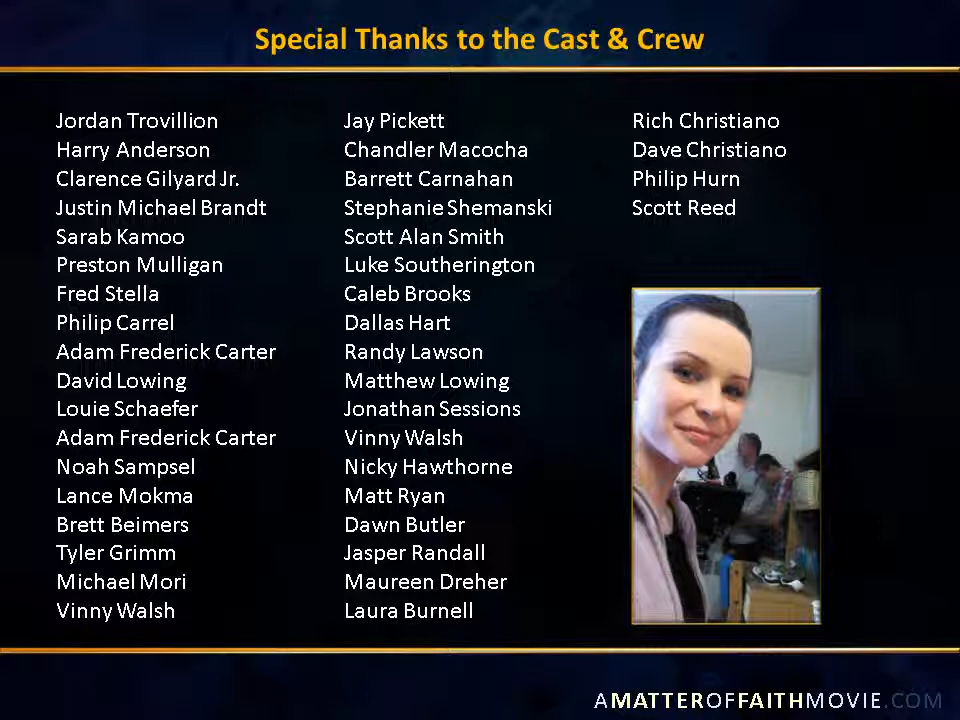 Special Thanks to the Cast & Crew
Jordan Trovillion
Harry Anderson
Clarence Gilyard Jr.
Justin Michael Brandt
Sarab Kamoo
Preston Mulligan
Fred Stella
Philip Carrel
Adam Frederick Carter
David Lowing
Louie Schaefer
Adam Frederick Carter
Noah Sampsel
Lance Mokma
Brett Beimers
Tyler Grimm
Michael Mori
Vinny Walsh
Jay Pickett
Chandler Macocha
Barrett Carnahan
Stephanie Shemanski
Scott Alan Smith
Luke Southerington
Caleb Brooks
Dallas Hart
Randy Lawson
Matthew Lowing
Jonathan Sessions
Vinny Walsh
Nicky Hawthorne
Matt Ryan
Dawn Butler
Jasper Randall
Maureen Dreher
Laura Burnell
Rich Christiano
Dave Christiano
Philip Hurn
Scott Reed
AMATTEROFFAITHMOVIE.COM